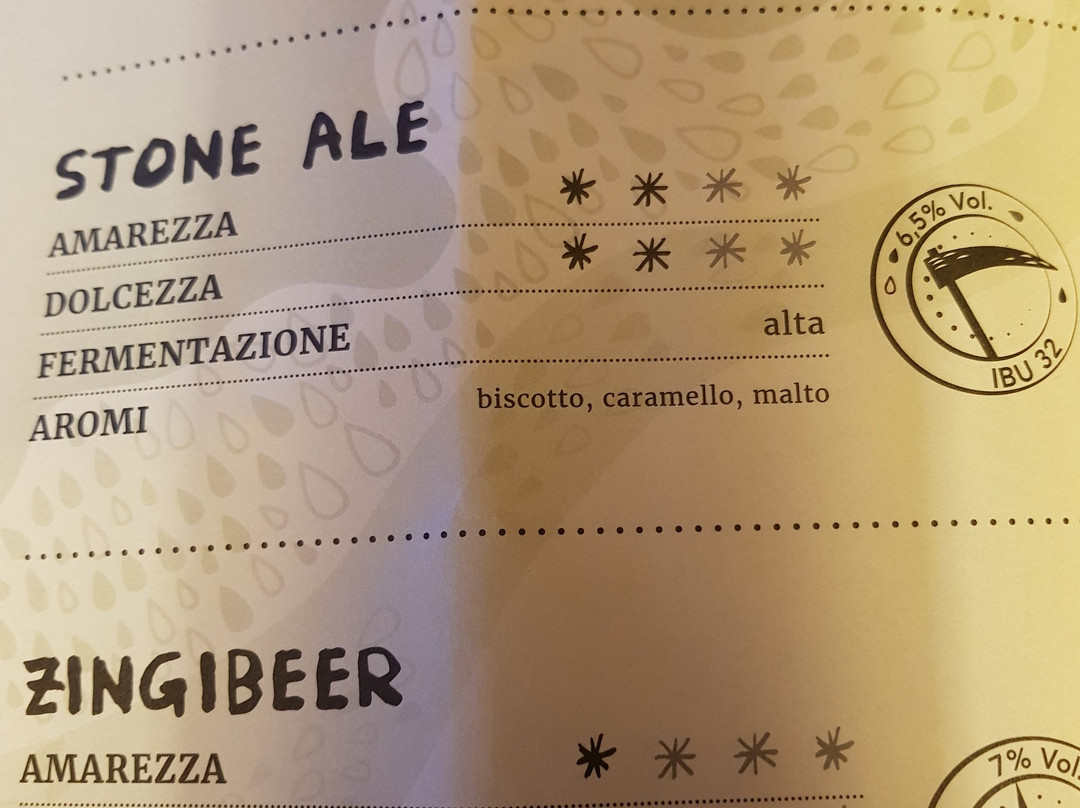 STONE ALE
AMAREZZA
DOLCEZZA
FERMENTAZIONE alta
AROMI biscotto, caramello, malto
6,5% Vol.
IBU 32
ZINGIBEER
AMAREZZA
7% Vol.